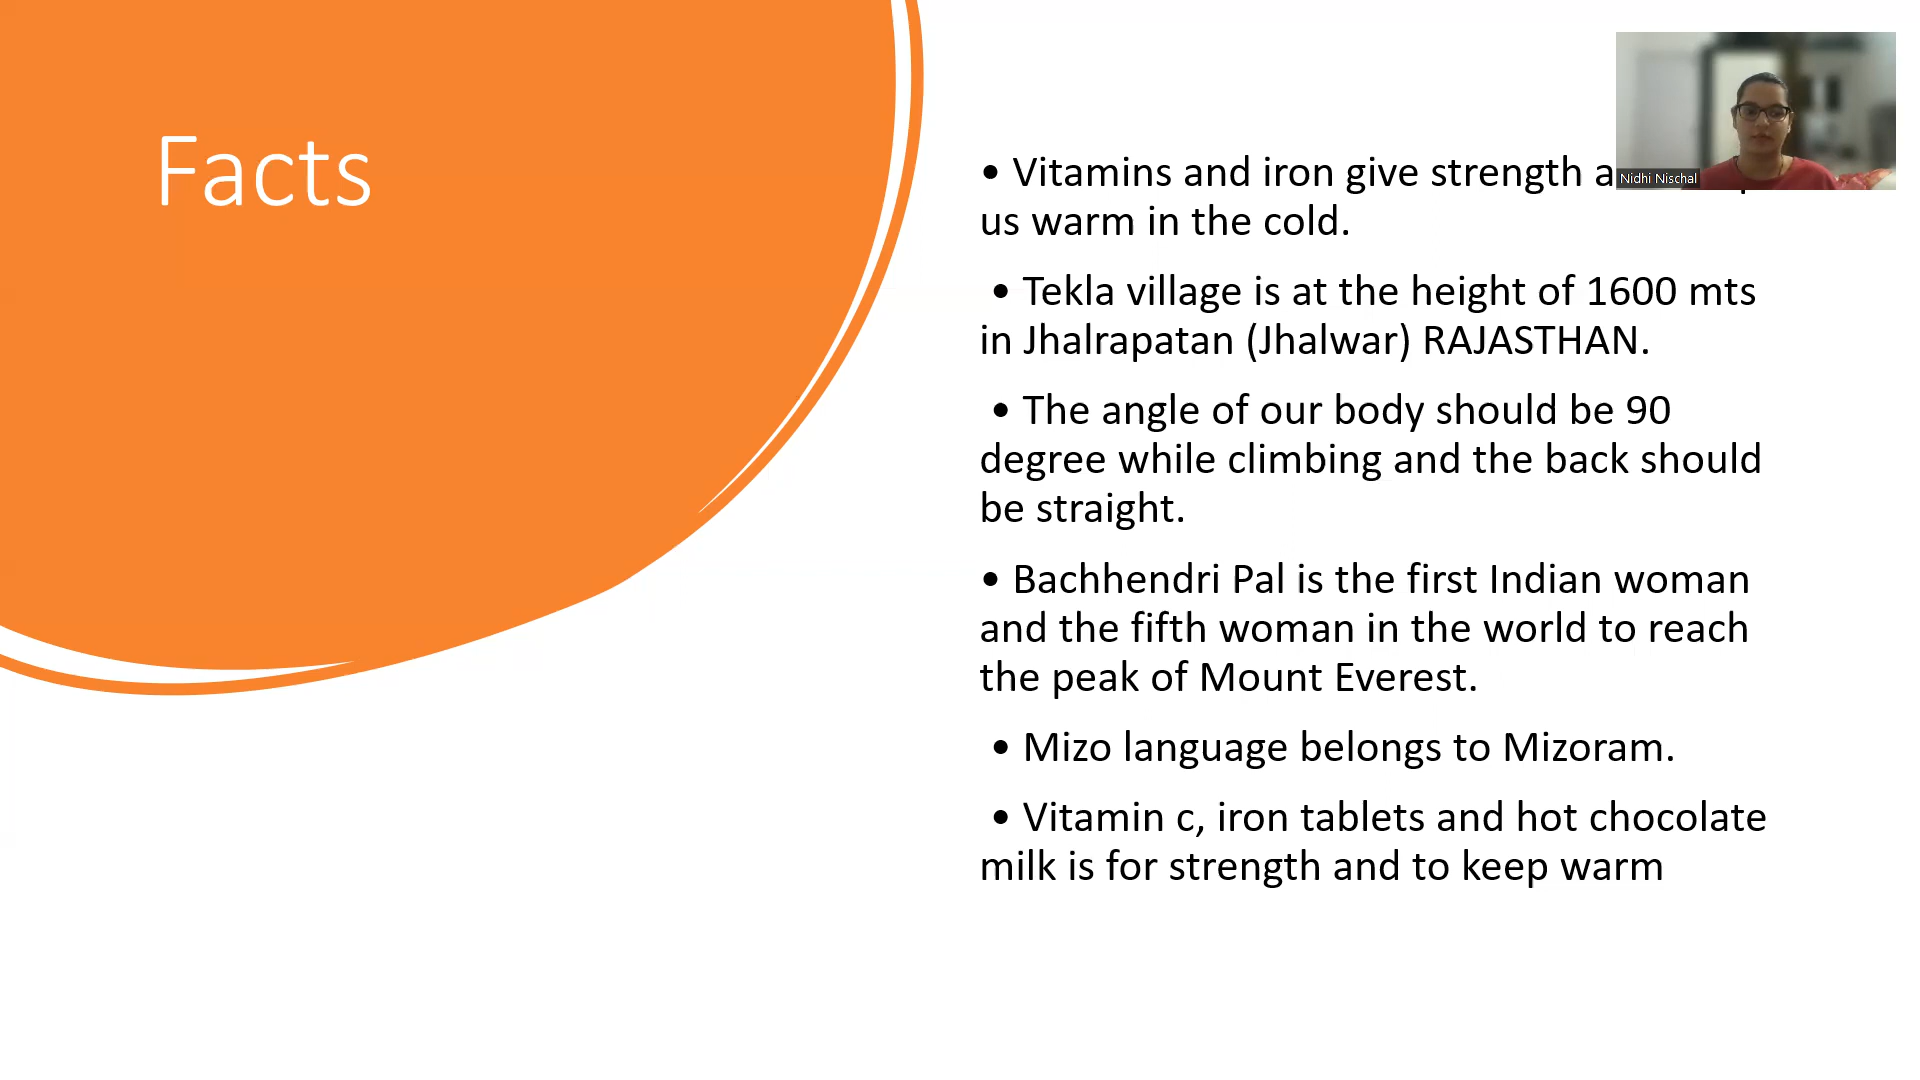 Facts
• Vitamins and iron give strength a
us warm in the cold.
• Tekla village is at the height of 1600 mts
in Jhalrapatan (Jhalwar) RAJASTHAN.
• The angle of our body should be 90
degree while climbing and the back should
be straight.
• Bachhendri Pal is the first Indian woman
and the fifth woman in the world to reach
the peak of Mount Everest.
• Mizo language belongs to Mizoram.
• Vitamin c, iron tablets and hot chocolate
milk is for strength and to keep warm
Nidhi Nischal